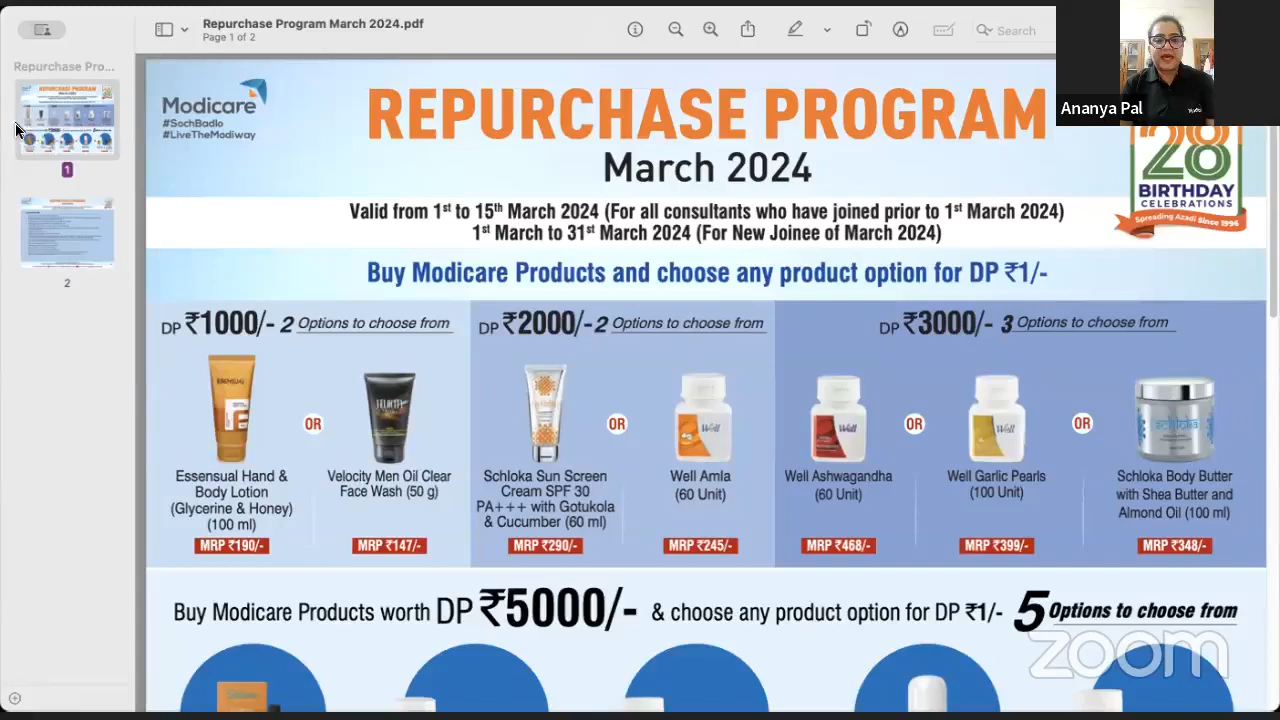 Repurchase Program March 2024.pdf
Page 1 of 2
Search
Ananya Pal
Repurchase Pro...
1
2
Modicare
#SochBadlo
#LiveTheModiway
REPURCHASE PROGRAM
March 2024
28
BIRTHDAY
CELEBRATIONS
Spreading Azadi Since 1996
Valid from 1st to 15th March 2024 (For all consultants who have joined prior to 1st March 2024)
1st March to 31st March 2024 (For New Joinee of March 2024)
Buy Modicare Products and choose any product option for DP ₹1/-
DP ₹1000/- 2 Options to choose from
DP ₹2000/-2 Options to choose from
DP ₹3000/- 3 Options to choose from
OR
OR
OR
OR
Well
Well
Well
Essensual Hand &
Body Lotion
(Glycerine & Honey)
(100 ml)
MRP ₹190/-
Velocity Men Oil Clear
Face Wash (50 g)
MRP ₹147/-
Schloka Sun Screen
Cream SPF 30
PA+++ with Gotukola
& Cucumber (60 ml)
MRP ₹290/-
Well Amla
(60 Unit)
MRP ₹245/-
Well Ashwagandha
(60 Unit)
MRP ₹468/-
Well Garlic Pearls
(100 Unit)
MRP ₹399/-
Schloka Body Butter
with Shea Butter and
Almond Oil (100 ml)
MRP ₹348/-
Buy Modicare Products worth DP ₹5000/- & choose any product option for DP ₹1/- 5 Options to choose from
zoom